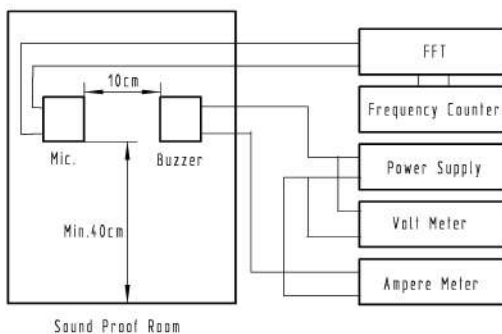 FFT
10cm
Frequency Counter
Mic.
Buzzer
Power Supply
Min.40cm
Volt Meter
Ampere Meter
Sound Proof Room